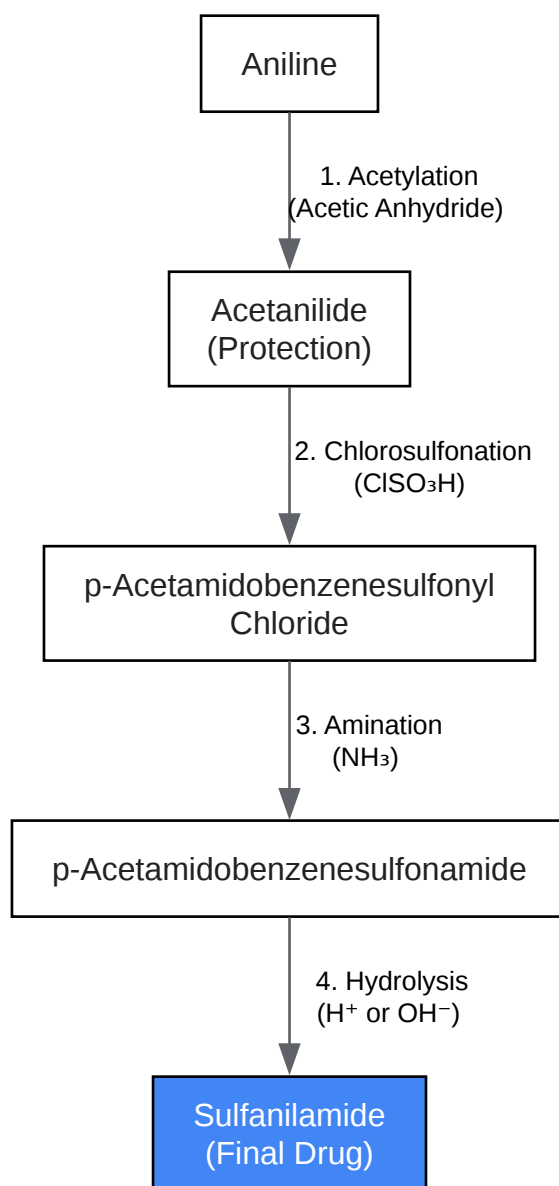 Aniline
1. Acetylation
(Acetic Anhydride)
Acetanilide
(Protection)
2. Chlorosulfonation
(ClSO₃H)
p-Acetamidobenzenesulfonyl
Chloride
3. Amination
(NH₃)
p-Acetamidobenzenesulfonamide
4. Hydrolysis
(H⁺ or OH⁻)
Sulfanilamide
(Final Drug)